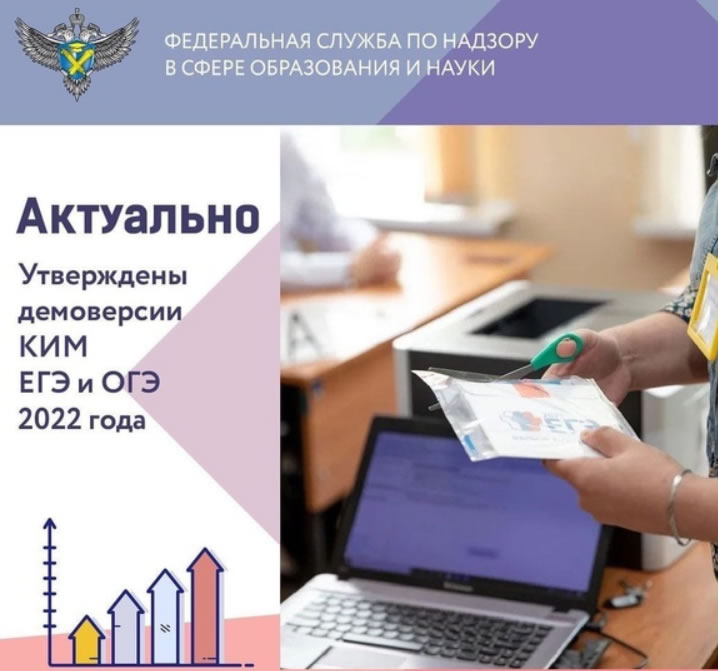 ФЕДЕРАЛЬНАЯ СЛУЖБА ПО НАДЗОРУ
В СФЕРЕ ОБРАЗОВАНИЯ И НАУКИ
Актуально
Утверждены
демоверсии
КИМ
ЕГЭ и ОГЭ
2022 года
ЕГЭ